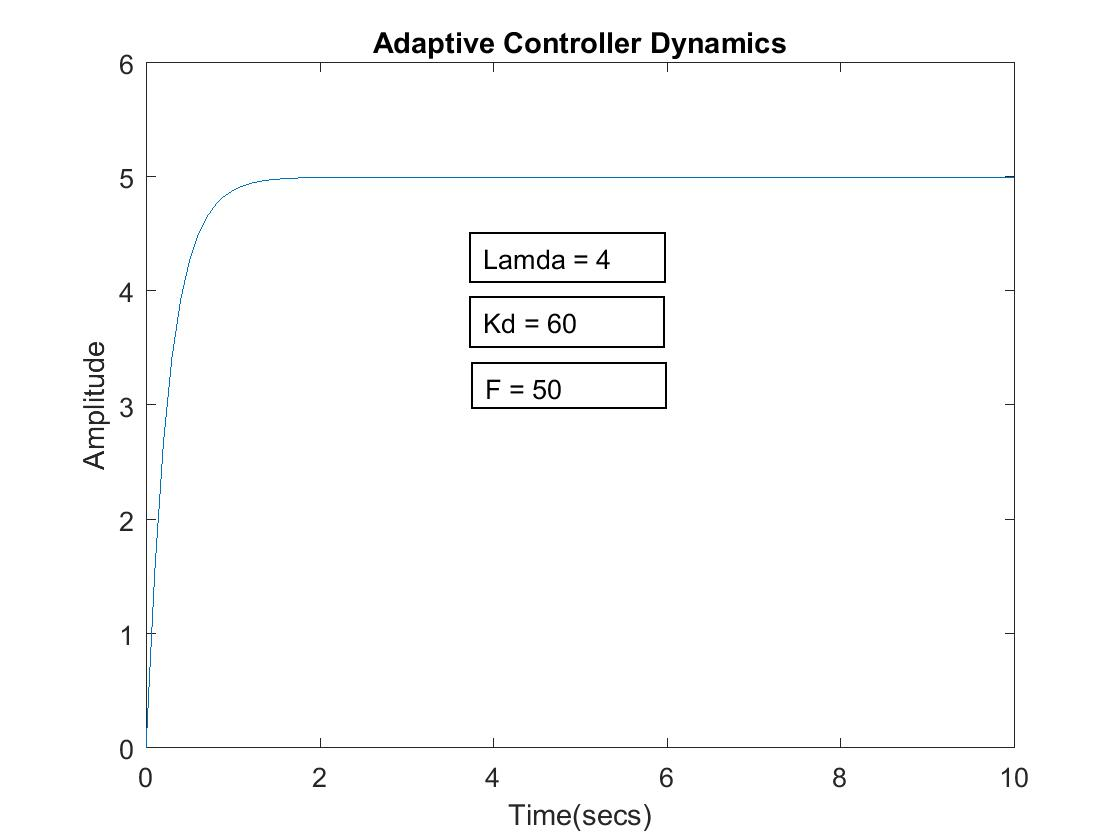 Adaptive Controller Dynamics
6
5
4
3
2
1
0
Amplitude
Lamda = 4
Kd = 60
F = 50
0 2 4 6 8 10
Time(secs)